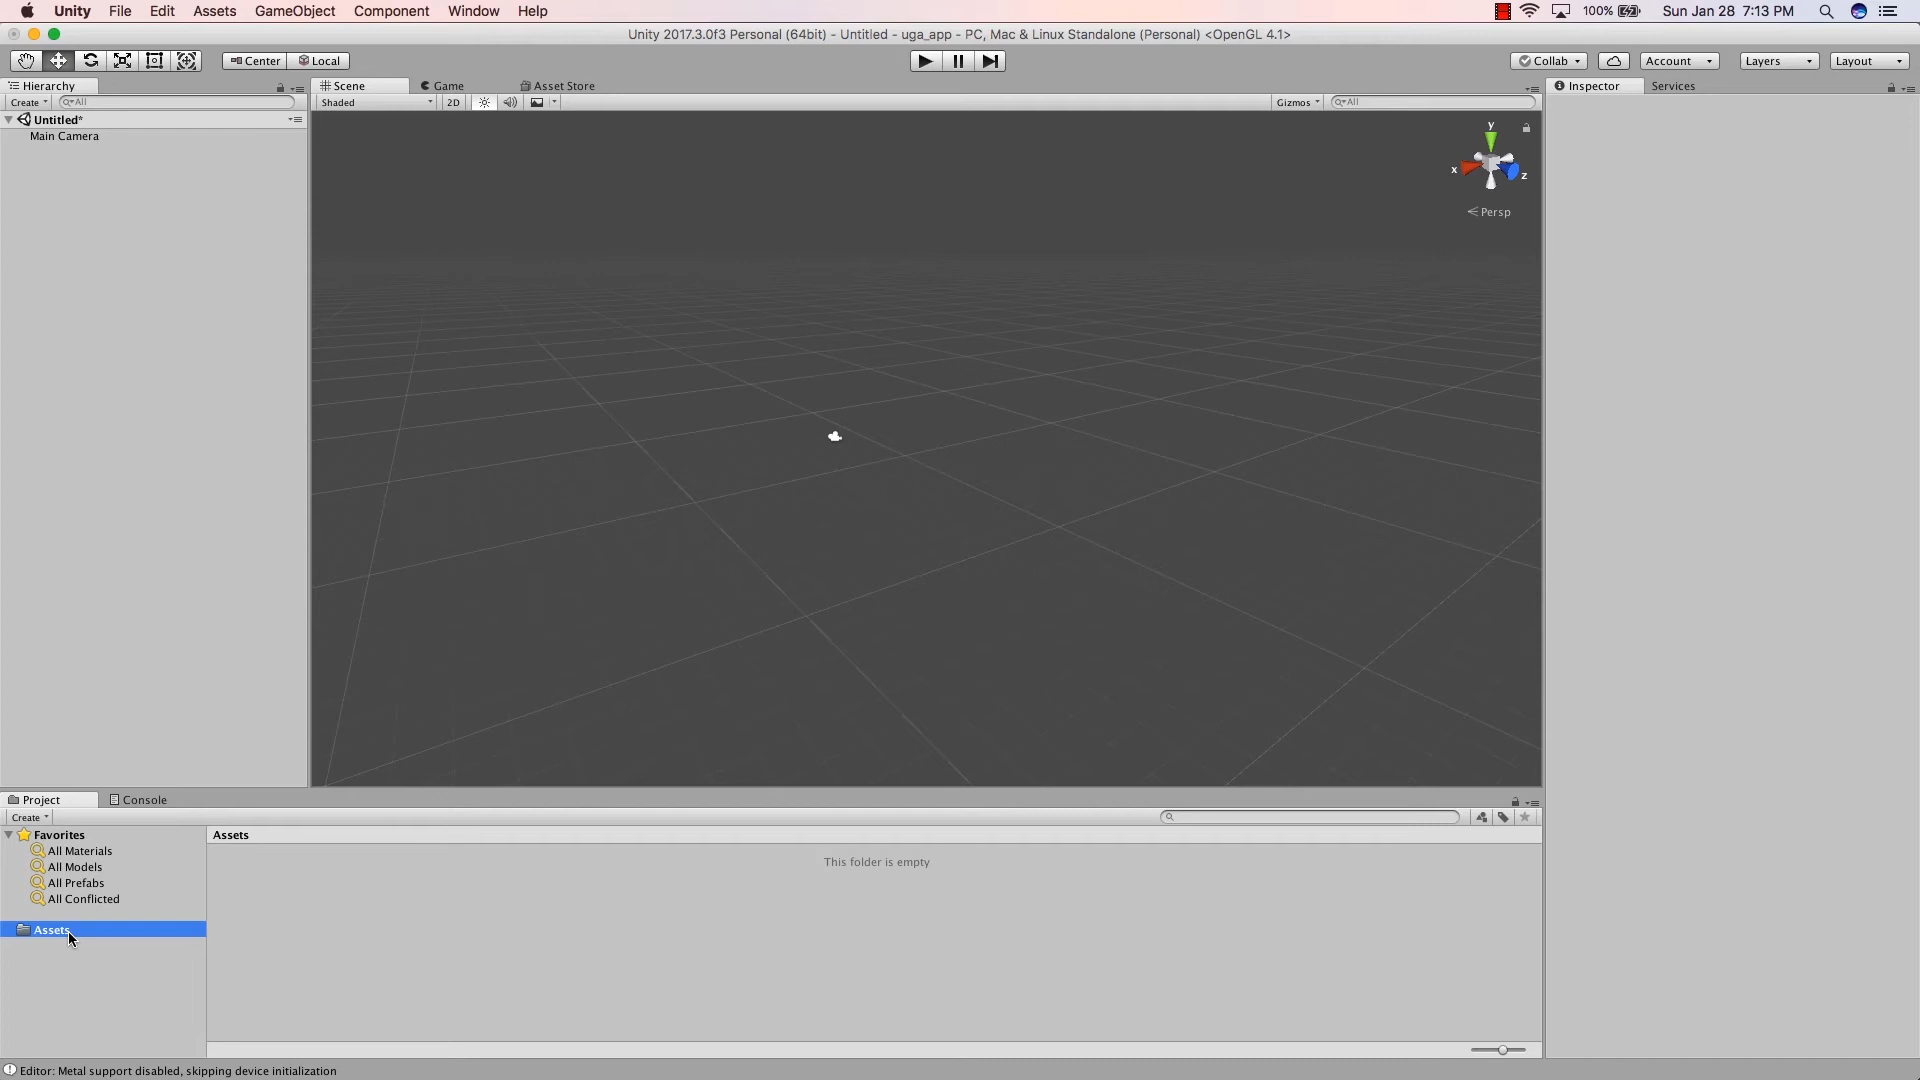 Unity File Edit Assets GameObject Component Window Help 100% Sun Jan 28 7:13 PM
Unity 2017.3.0f3 Personal (64bit) - Untitled - uga_app - PC, Mac & Linux Standalone (Personal) <OpenGL 4.1>
Center Local Collab Account Layers Layout
Hierarchy Scene Game Asset Store Inspector Services
Create All Shaded 2D Gizmos All
Untitled*
Main Camera
y
x z
Persp
Project Console
Create
Favorites Assets
All Materials
This folder is empty
All Models
All Prefabs
All Conflicted
Assets
Editor: Metal support disabled, skipping device initialization